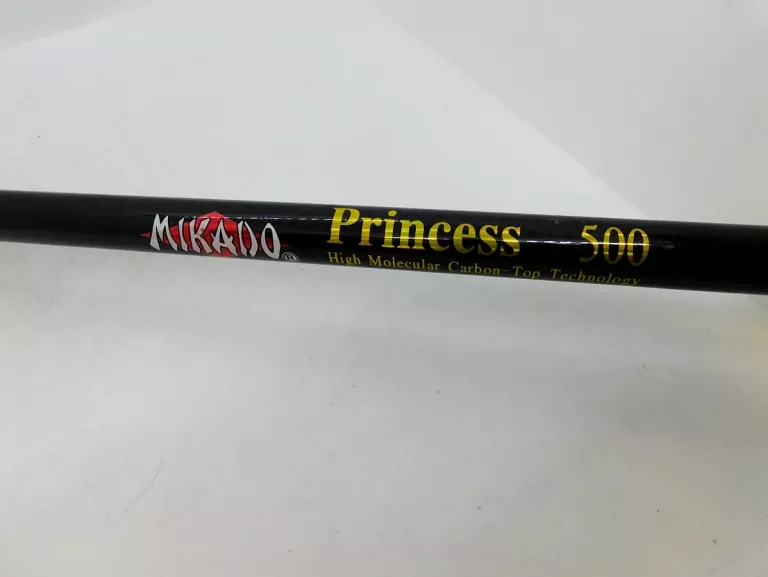 MIKADO ® Princess 500
High Molecular Carbon-Top Technology